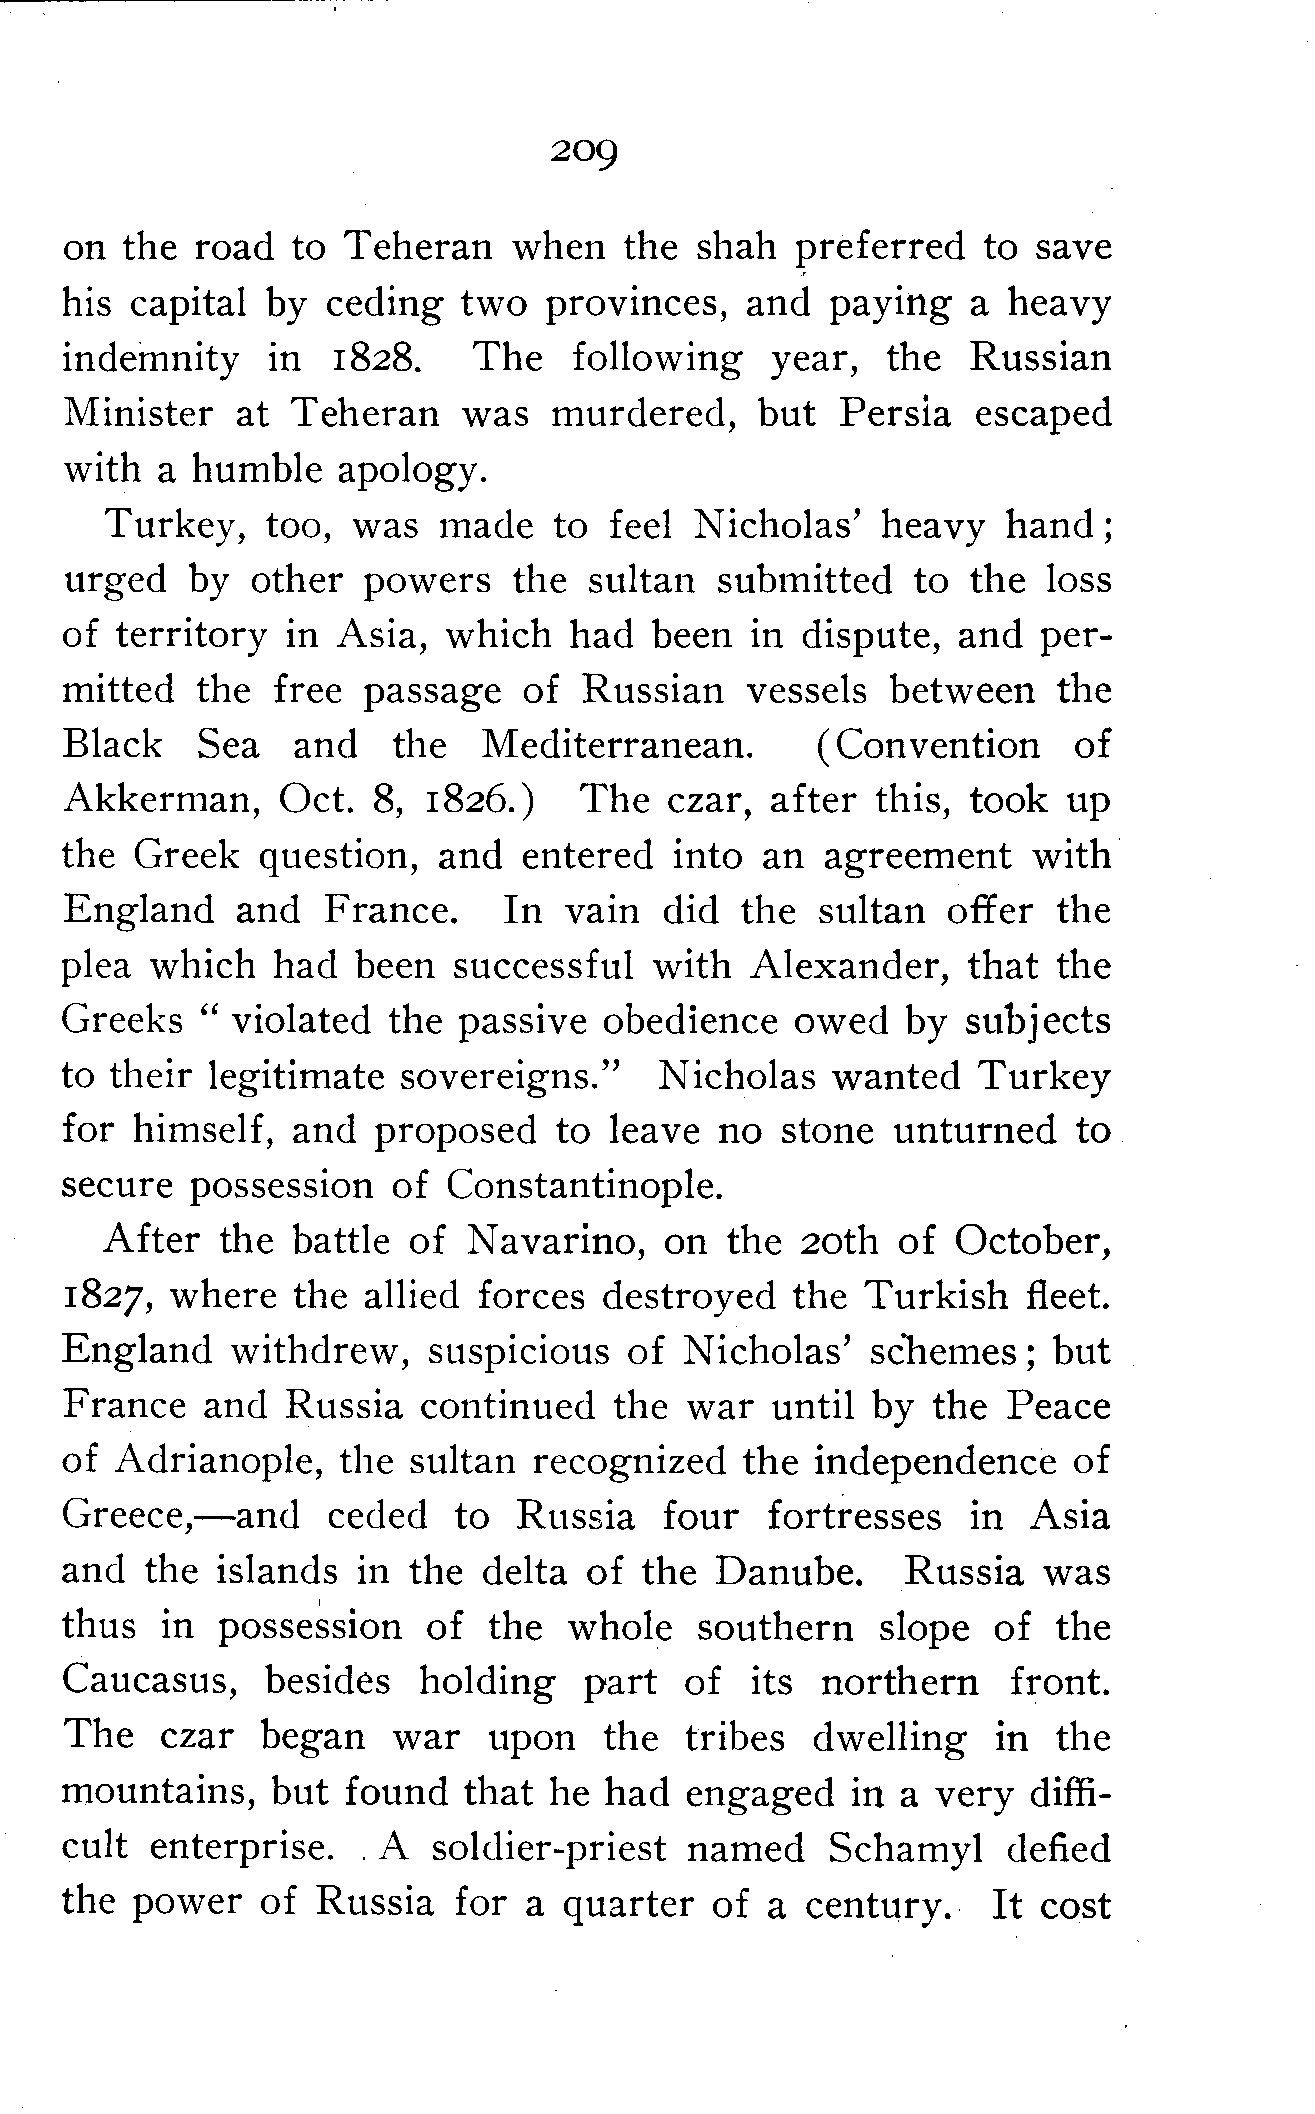 209
on the road to Teheran when the shah preferred to save
his capital by ceding two provinces, and paying a heavy
indemnity in 1828. The following year, the Russian
Minister at Teheran was murdered, but Persia escaped
with a humble apology.
Turkey, too, was made to feel Nicholas' heavy hand;
urged by other powers the sultan submitted to the loss
of territory in Asia, which had been in dispute, and per-
mitted the free passage of Russian vessels between the
Black Sea and the Mediterranean. (Convention of
Akkerman, Oct. 8, 1826.) The czar, after this, took up
the Greek question, and entered into an agreement with
England and France. In vain did the sultan offer the
plea which had been successful with Alexander, that the
Greeks "violated the passive obedience owed by subjects
to their legitimate sovereigns." Nicholas wanted Turkey
for himself, and proposed to leave no stone unturned to
secure possession of Constantinople.
After the battle of Navarino, on the 20th of October,
1827, where the allied forces destroyed the Turkish fleet.
England withdrew, suspicious of Nicholas' schemes; but
France and Russia continued the war until by the Peace
of Adrianople, the sultan recognized the independence of
Greece,—and ceded to Russia four fortresses in Asia
and the islands in the delta of the Danube. Russia was
thus in possession of the whole southern slope of the
Caucasus, besides holding part of its northern front.
The czar began war upon the tribes dwelling in the
mountains, but found that he had engaged in a very diffi-
cult enterprise. A soldier-priest named Schamyl defied
the power of Russia for a quarter of a century. It cost